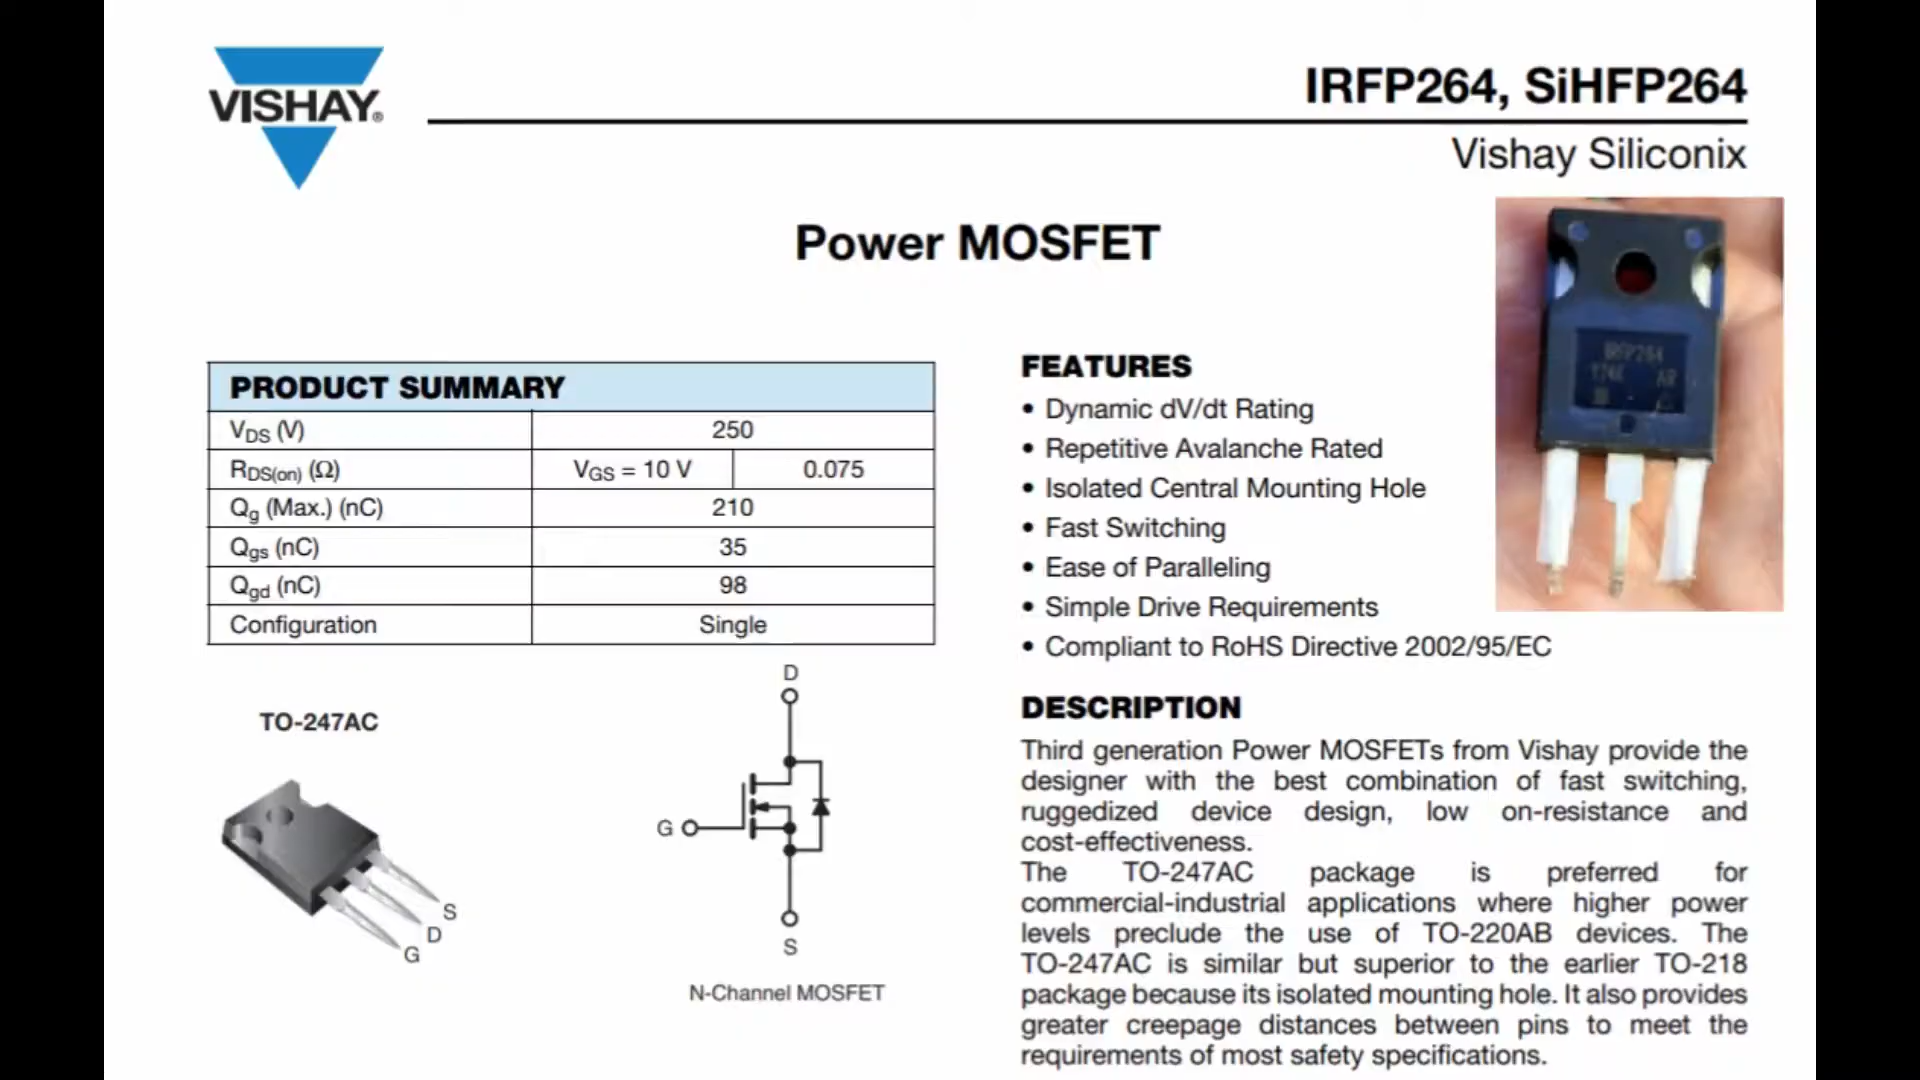 VISHAY®
IRFP264, SiHFP264
Vishay Siliconix
Power MOSFET
IRFP264
PRODUCT SUMMARY
VDS (V) 250
RDS(on) (Ω) VGS = 10 V 0.075
Qg (Max.) (nC) 210
Qgs (nC) 35
Qgd (nC) 98
Configuration Single
TO-247AC
S
D
G
D
G
S
N-Channel MOSFET
FEATURES
• Dynamic dV/dt Rating
• Repetitive Avalanche Rated
• Isolated Central Mounting Hole
• Fast Switching
• Ease of Paralleling
• Simple Drive Requirements
• Compliant to RoHS Directive 2002/95/EC
DESCRIPTION
Third generation Power MOSFETs from Vishay provide the
designer with the best combination of fast switching,
ruggedized device design, low on-resistance and
cost-effectiveness.
The TO-247AC package is preferred for
commercial-industrial applications where higher power
levels preclude the use of TO-220AB devices. The
TO-247AC is similar but superior to the earlier TO-218
package because its isolated mounting hole. It also provides
greater creepage distances between pins to meet the
requirements of most safety specifications.